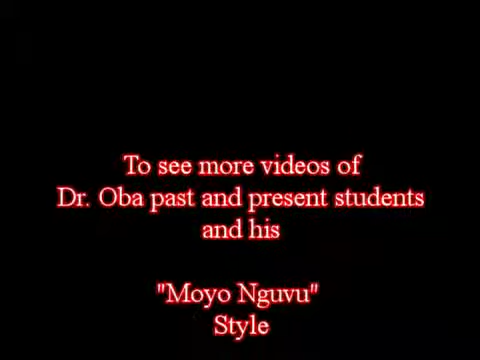 To see more videos of
Dr. Oba past and present students
and his
"Moyo Nguvu"
Style